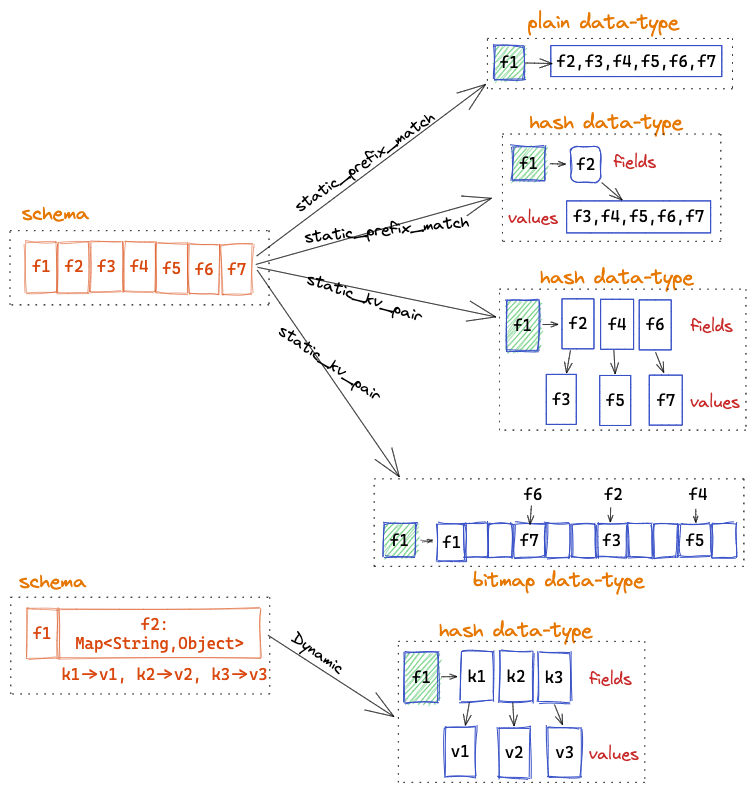 plain data-type
f1
f2,f3,f4,f5,f6,f7
static_prefix_match
hash data-type
f1
f2
fields
values
f3,f4,f5,f6,f7
static_prefix_match
schema
f1 f2 f3 f4 f5 f6 f7
hash data-type
static_kv_pair
f1
f2 f4 f6
fields
f3 f5 f7
values
static_kv_pair
f6 f2 f4
f1
f1 f7 f3 f5
bitmap data-type
schema
f1
f2:
Map<String,Object>
k1→v1, k2→v2, k3→v3
Dynamic
hash data-type
f1
k1 k2 k3
fields
v1 v2 v3
values